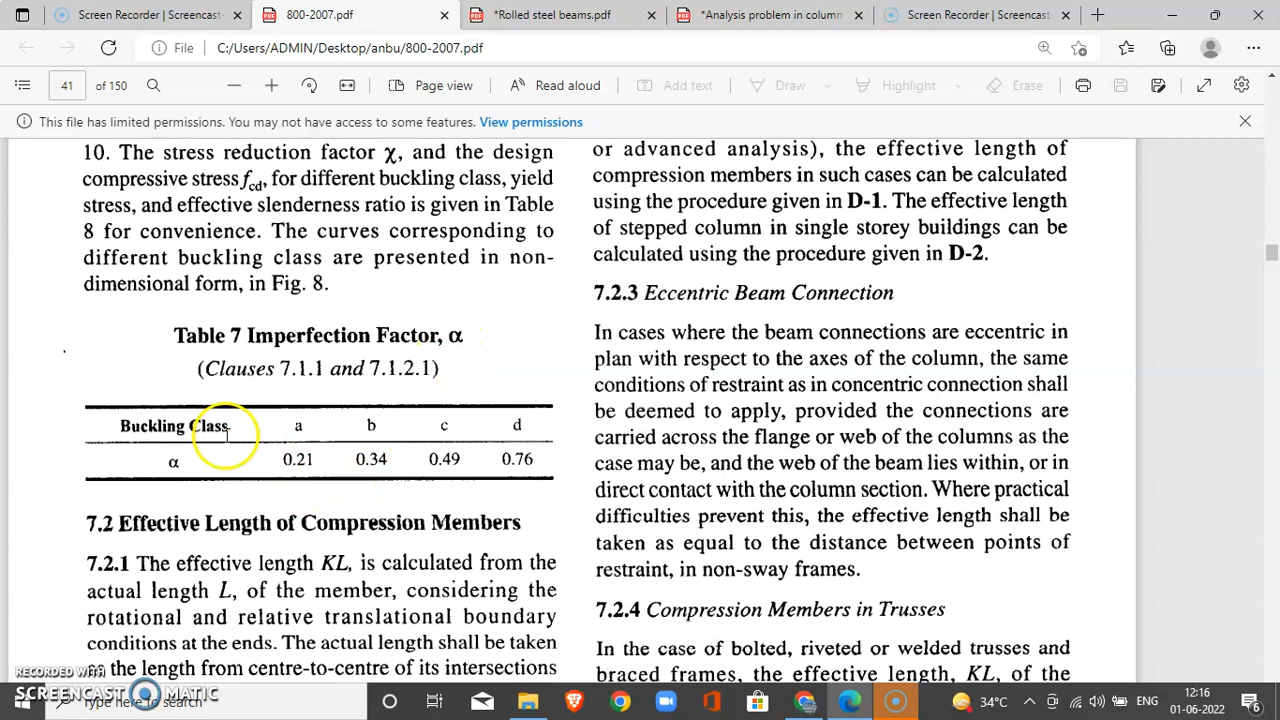 Screen Recorder | Screencast-
800-2007.pdf
*Rolled steel beams.pdf
*Analysis problem in column
Screen Recorder | Screencast
File
C:/Users/ADMIN/Desktop/anbu/800-2007.pdf
41 of 150
Page view
Read aloud
Add text
Draw
Highlight
Erase
This file has limited permissions. You may not have access to some features. View permissions
10. The stress reduction factor χ, and the design
compressive stress fcd, for different buckling class, yield
stress, and effective slenderness ratio is given in Table
8 for convenience. The curves corresponding to
different buckling class are presented in non-
dimensional form, in Fig. 8.
Table 7 Imperfection Factor, α
(Clauses 7.1.1 and 7.1.2.1)
Buckling Class a b c d
α 0.21 0.34 0.49 0.76
7.2 Effective Length of Compression Members
7.2.1 The effective length KL, is calculated from the
actual length L, of the member, considering the
rotational and relative translational boundary
conditions at the ends. The actual length shall be taken
the length from centre-to-centre of its intersections
or advanced analysis), the effective length of
compression members in such cases can be calculated
using the procedure given in D-1. The effective length
of stepped column in single storey buildings can be
calculated using the procedure given in D-2.
7.2.3 Eccentric Beam Connection
In cases where the beam connections are eccentric in
plan with respect to the axes of the column, the same
conditions of restraint as in concentric connection shall
be deemed to apply, provided the connections are
carried across the flange or web of the columns as the
case may be, and the web of the beam lies within, or in
direct contact with the column section. Where practical
difficulties prevent this, the effective length shall be
taken as equal to the distance between points of
restraint, in non-sway frames.
7.2.4 Compression Members in Trusses
In the case of bolted, riveted or welded trusses and
braced frames, the effective length, KL, of the
RECORDED WITH
SCREENCAST MATIC
Type here to search
34°C
ENG
12:16
01-06-2022
6